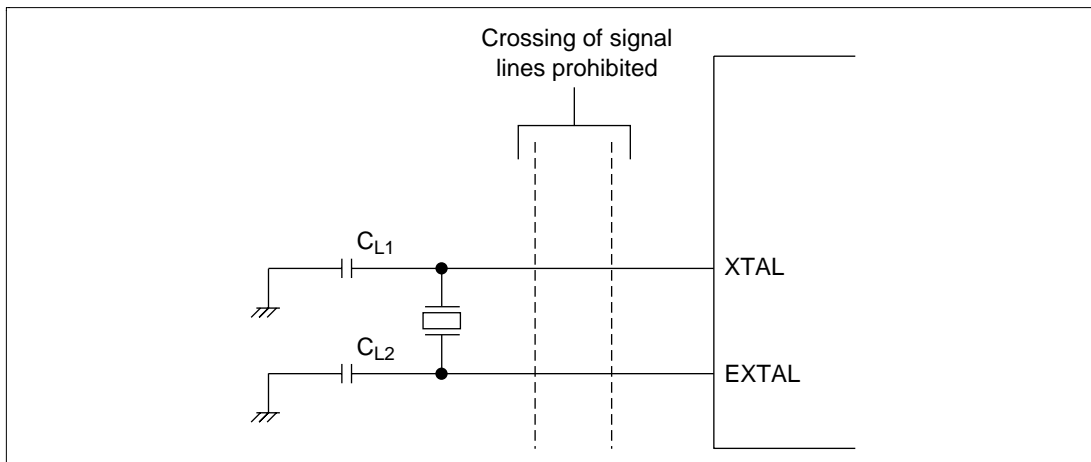 Crossing of signal
lines prohibited
CL1
XTAL
CL2
EXTAL